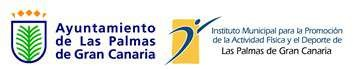 Ayuntamiento
de Las Palmas
de Gran Canaria
Instituto Municipal para la Promoción
de la Actividad Física y el Deporte de
Las Palmas de Gran Canaria